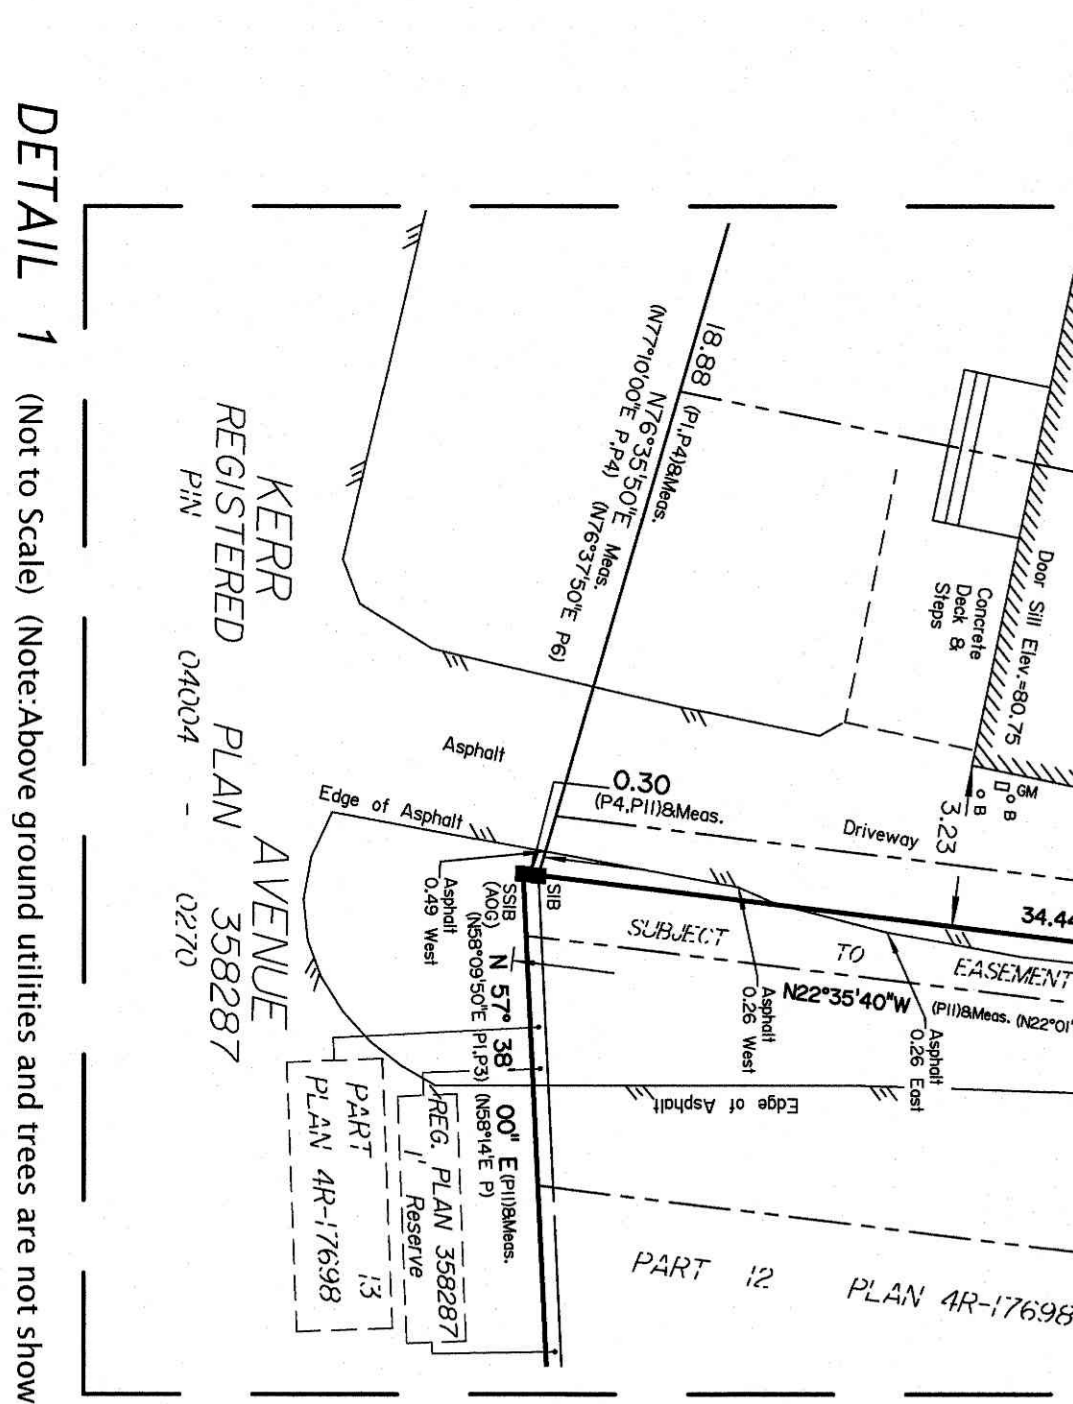 DETAIL 1 (Not to Scale) (Note:Above ground utilities and trees are not show
Door Sill Elev.=80.75
Concrete
Deck &
Steps
GM
B
B
3.23
Driveway
34.44
18.88 (P1,P4)&Meas.
N76°35'50"E Meas.
(N77°10'00"E P,P4) (N76°37'50"E P6)
0.30
(P4,P11)&Meas.
Asphalt
Edge of Asphalt
SUBJECT TO EASEMENT
N22°35'40"W (P11)&Meas. (N22°01'
Asphalt
0.26 East
Asphalt
0.26 West
SIB
SSIB
(AOG)
Asphalt
0.49 West
N 57° 38' 00" E (P11)&Meas.
(N58°09'50"E P1,P3) (N58°14'E P)
Edge of Asphalt
PART 12 PLAN 4R-17698
REG. PLAN 358287
1' Reserve
PART 13
PLAN 4R-17698
KERR AVENUE
REGISTERED PLAN 358287
PIN 04004 - 0270